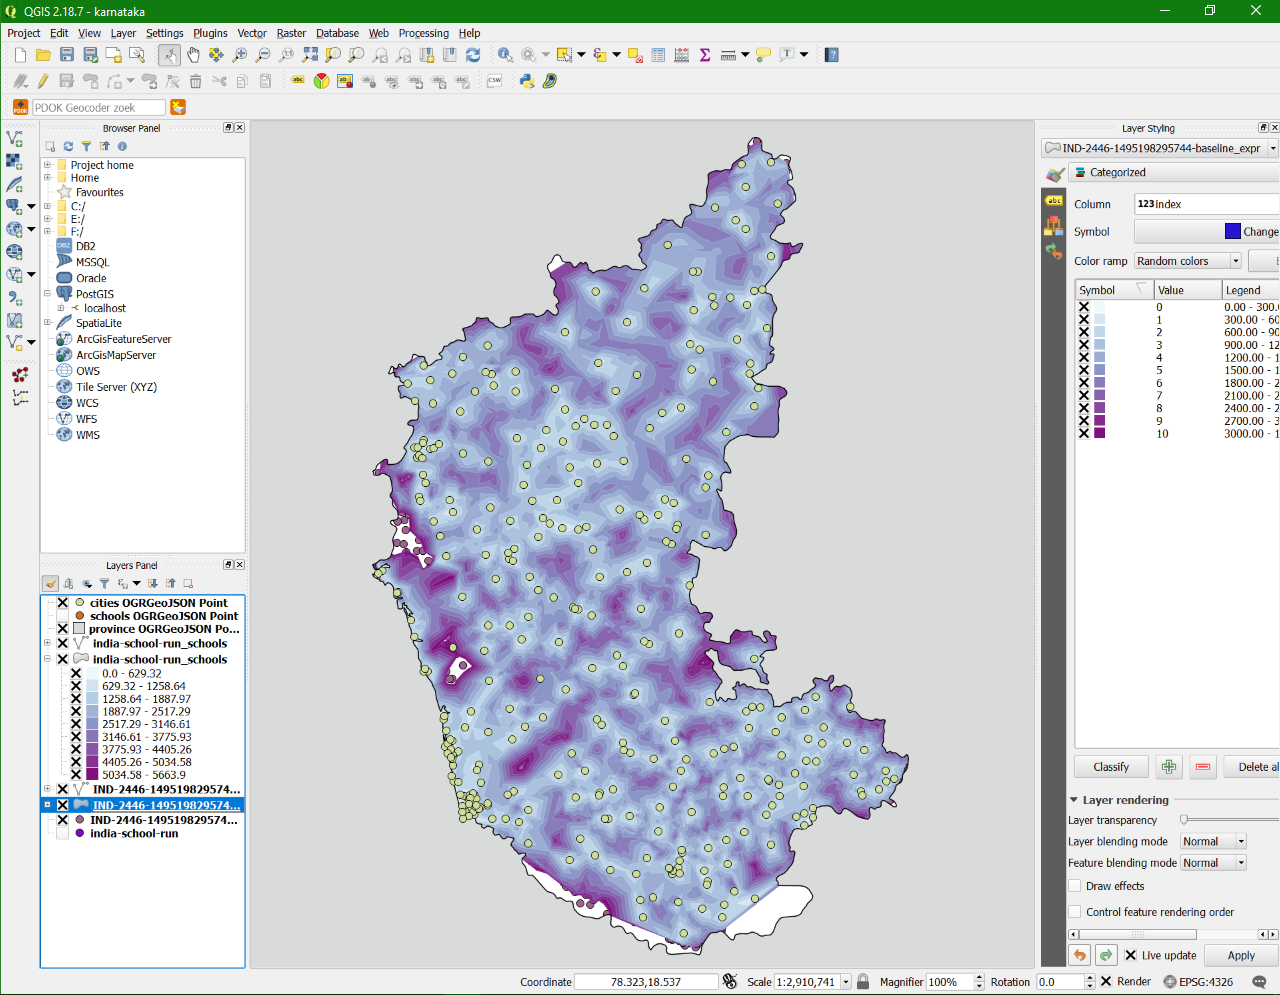 QGIS 2.18.7 - karnataka
Project Edit View Layer Settings Plugins Vector Raster Database Web Processing Help
PDOK Geocoder zoek
Browser Panel
Project home
Home
Favourites
C:/
E:/
F:/
DB2
MSSQL
Oracle
PostGIS
localhost
SpatiaLite
ArcGisFeatureServer
ArcGisMapServer
OWS
Tile Server (XYZ)
WCS
WFS
WMS
Layers Panel
cities OGRGeoJSON Point
schools OGRGeoJSON Point
province OGRGeoJSON Po...
india-school-run_schools
india-school-run_schools
0.0 - 629.32
629.32 - 1258.64
1258.64 - 1887.97
1887.97 - 2517.29
2517.29 - 3146.61
3146.61 - 3775.93
3775.93 - 4405.26
4405.26 - 5034.58
5034.58 - 5663.9
IND-2446-149519829574...
IND-2446-149519829574...
IND-2446-149519829574...
india-school-run
Layer Styling
IND-2446-1495198295744-baseline_expr
Categorized
Column 123 index
Symbol Change
Color ramp Random colors
Symbol Value Legend
0 0.00 - 300.
1 300.00 - 60
2 600.00 - 90
3 900.00 - 12
4 1200.00 - 1
5 1500.00 - 1
6 1800.00 - 2
7 2100.00 - 2
8 2400.00 - 2
9 2700.00 - 3
10 3000.00 - 1
Classify Delete al
Layer rendering
Layer transparency
Layer blending mode Normal
Feature blending mode Normal
Draw effects
Control feature rendering order
Live update Apply
Coordinate 78.323,18.537 Scale 1:2,910,741 Magnifier 100% Rotation 0.0 Render EPSG:4326